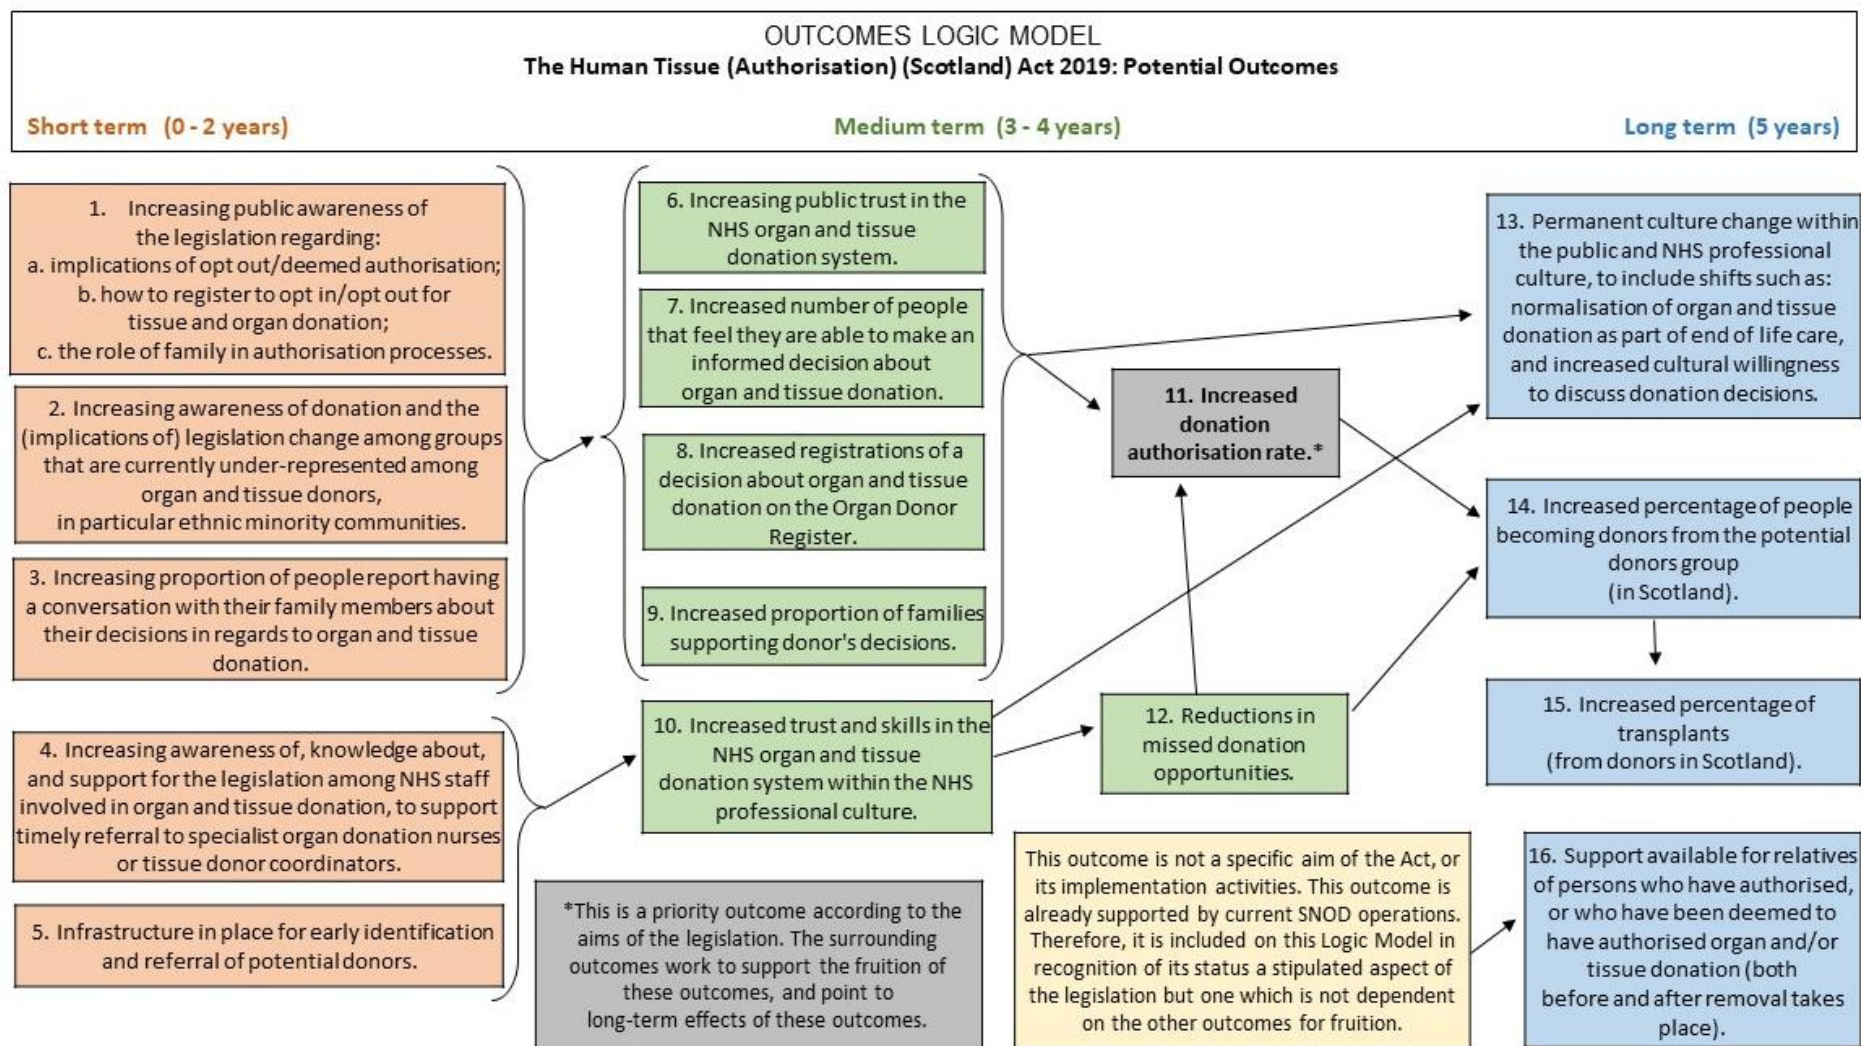 OUTCOMES LOGIC MODEL
The Human Tissue (Authorisation) (Scotland) Act 2019: Potential Outcomes
Short term (0 - 2 years)
Medium term (3 - 4 years)
Long term (5 years)
1. Increasing public awareness of
the legislation regarding:
a. implications of opt out/deemed authorisation;
b. how to register to opt in/opt out for
tissue and organ donation;
c. the role of family in authorisation processes.
2. Increasing awareness of donation and the
(implications of) legislation change among groups
that are currently under-represented among
organ and tissue donors,
in particular ethnic minority communities.
3. Increasing proportion of people report having
a conversation with their family members about
their decisions in regards to organ and tissue
donation.
4. Increasing awareness of, knowledge about,
and support for the legislation among NHS staff
involved in organ and tissue donation, to support
timely referral to specialist organ donation nurses
or tissue donor coordinators.
5. Infrastructure in place for early identification
and referral of potential donors.
6. Increasing public trust in the
NHS organ and tissue
donation system.
7. Increased number of people
that feel they are able to make an
informed decision about
organ and tissue donation.
8. Increased registrations of a
decision about organ and tissue
donation on the Organ Donor
Register.
9. Increased proportion of families
supporting donor's decisions.
10. Increased trust and skills in the
NHS organ and tissue
donation system within the NHS
professional culture.
*This is a priority outcome according to the
aims of the legislation. The surrounding
outcomes work to support the fruition of
these outcomes, and point to
long-term effects of these outcomes.
11. Increased
donation
authorisation rate.*
12. Reductions in
missed donation
opportunities.
This outcome is not a specific aim of the Act, or
its implementation activities. This outcome is
already supported by current SNOD operations.
Therefore, it is included on this Logic Model in
recognition of its status a stipulated aspect of
the legislation but one which is not dependent
on the other outcomes for fruition.
13. Permanent culture change within
the public and NHS professional
culture, to include shifts such as:
normalisation of organ and tissue
donation as part of end of life care,
and increased cultural willingness
to discuss donation decisions.
14. Increased percentage of people
becoming donors from the potential
donors group
(in Scotland).
15. Increased percentage of
transplants
(from donors in Scotland).
16. Support available for relatives
of persons who have authorised,
or who have been deemed to
have authorised organ and/or
tissue donation (both
before and after removal takes
place).